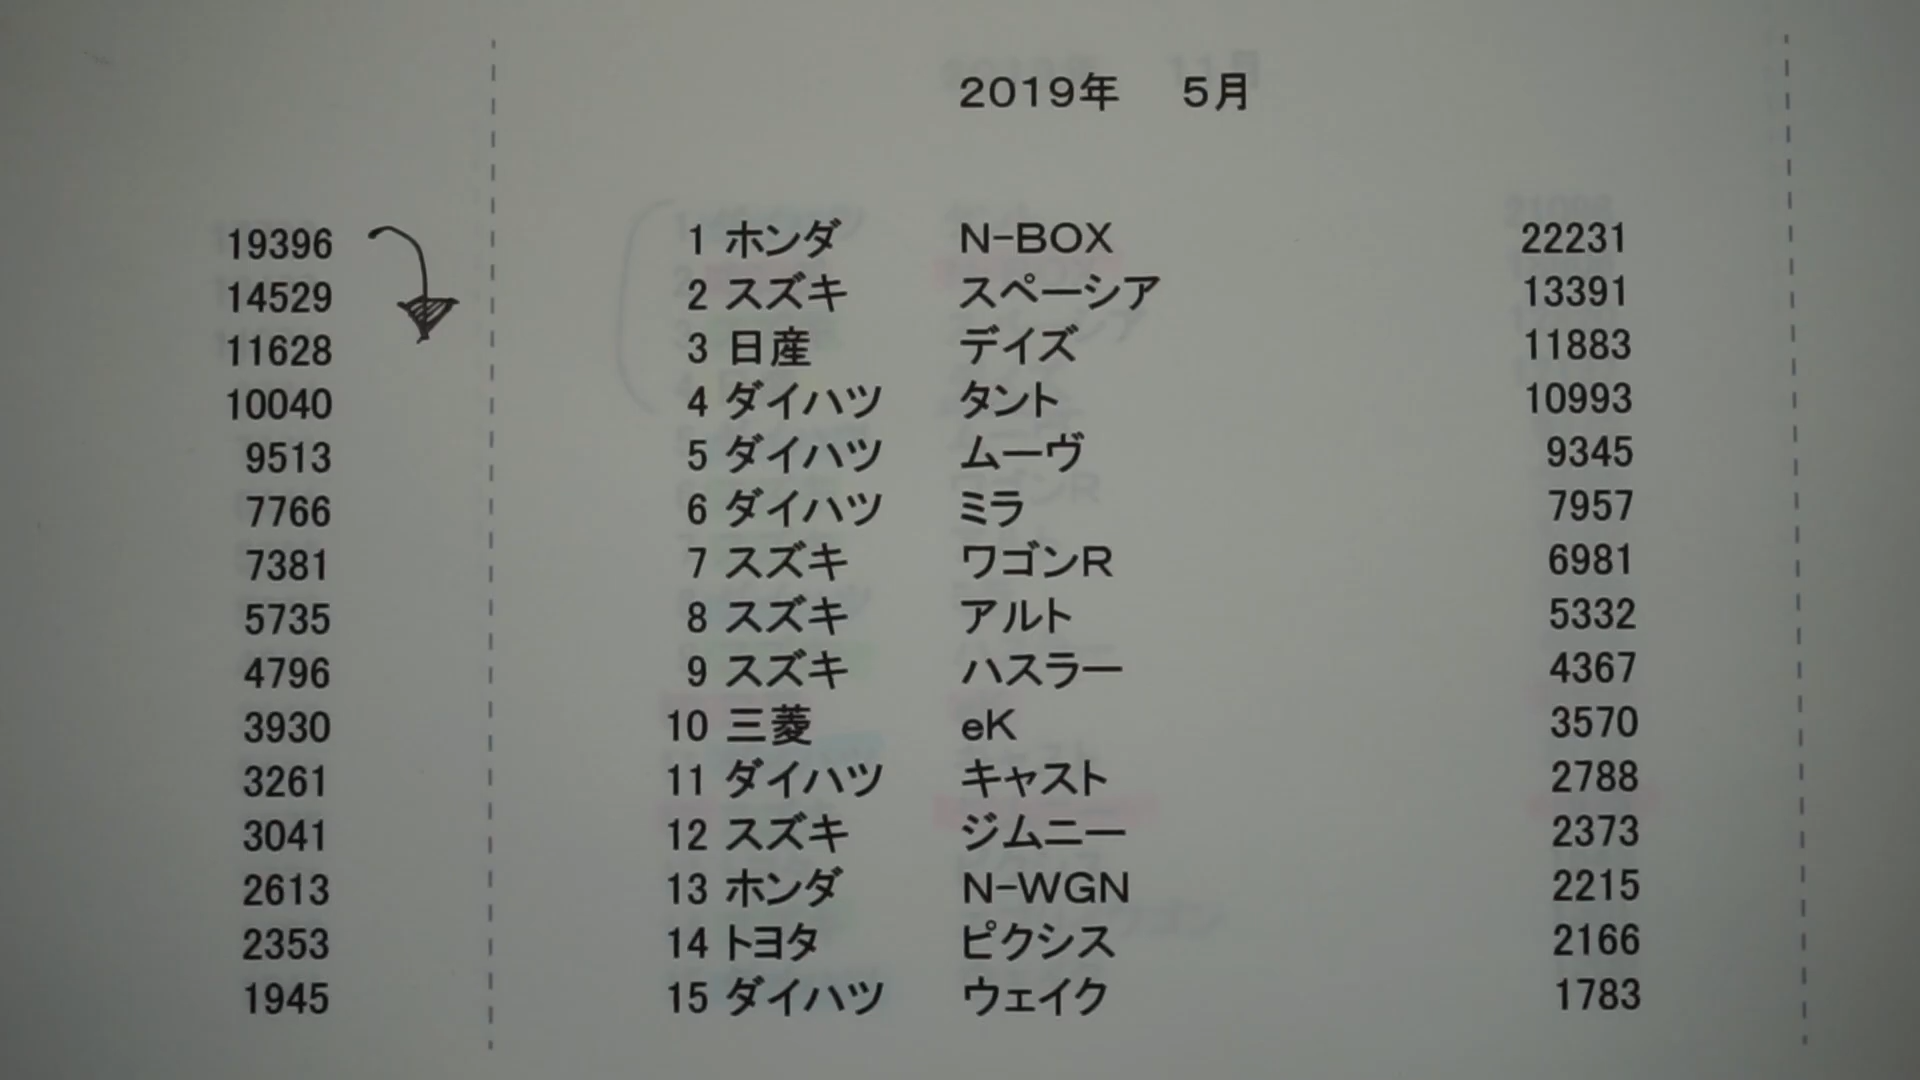 2019年 5月
19396 1 ホンダ N-BOX 22231
14529 2 スズキ スペーシア 13391
11628 3 日産 デイズ 11883
10040 4 ダイハツ タント 10993
9513 5 ダイハツ ムーヴ 9345
7766 6 ダイハツ ミラ 7957
7381 7 スズキ ワゴンR 6981
5735 8 スズキ アルト 5332
4796 9 スズキ ハスラー 4367
3930 10 三菱 eK 3570
3261 11 ダイハツ キャスト 2788
3041 12 スズキ ジムニー 2373
2613 13 ホンダ N-WGN 2215
2353 14 トヨタ ピクシス 2166
1945 15 ダイハツ ウェイク 1783